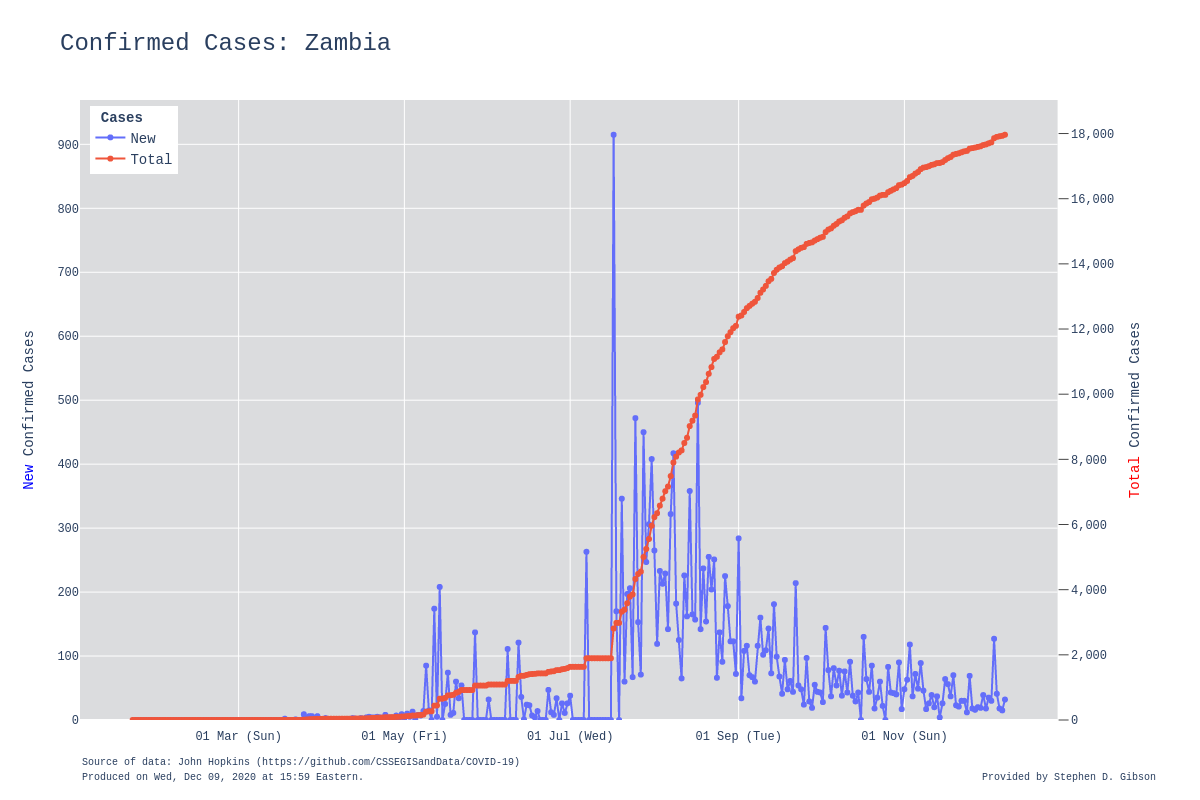 Confirmed Cases: Zambia
Cases
New
Total
900
800
700
600
500
400
300
200
100
0
18,000
16,000
14,000
12,000
10,000
8,000
6,000
4,000
2,000
0
New Confirmed Cases
Total Confirmed Cases
01 Mar (Sun) 01 May (Fri) 01 Jul (Wed) 01 Sep (Tue) 01 Nov (Sun)
Source of data: John Hopkins (https://github.com/CSSEGISandData/COVID-19)
Produced on Wed, Dec 09, 2020 at 15:59 Eastern.
Provided by Stephen D. Gibson